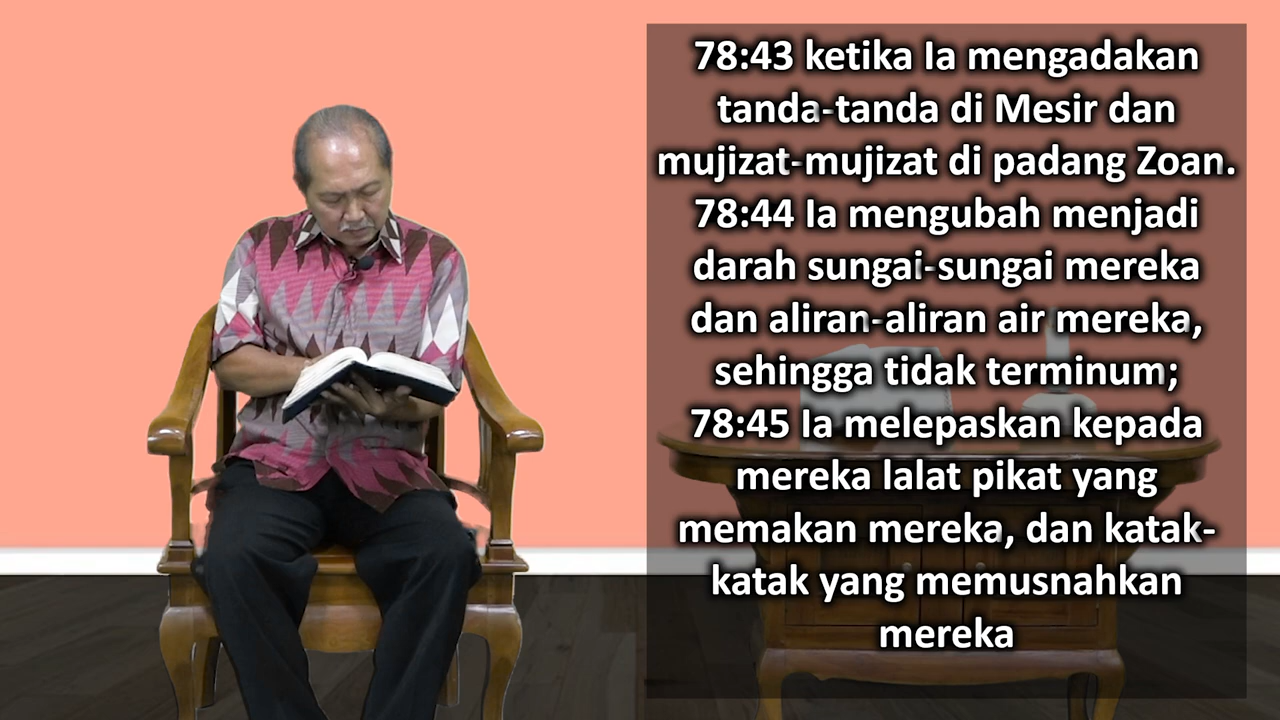 78:43 ketika Ia mengadakan
tanda-tanda di Mesir dan
mujizat-mujizat di padang Zoan.
78:44 Ia mengubah menjadi
darah sungai-sungai mereka
dan aliran-aliran air mereka,
sehingga tidak terminum;
78:45 Ia melepaskan kepada
mereka lalat pikat yang
memakan mereka, dan katak-
katak yang memusnahkan
mereka